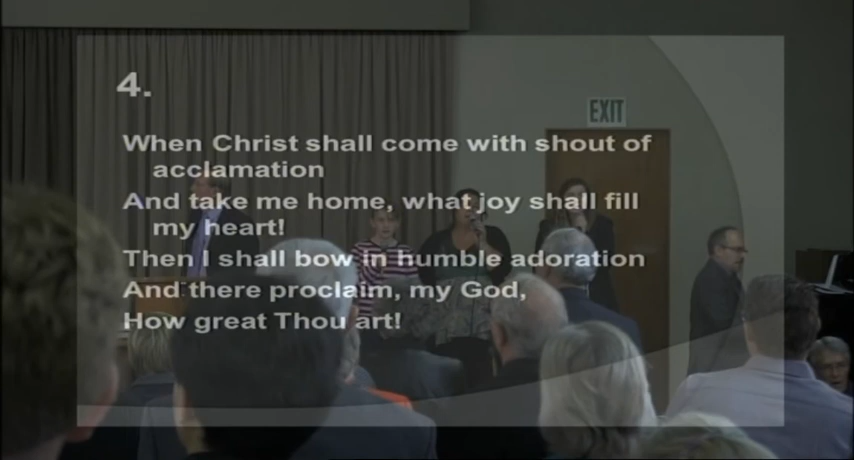 4.
EXIT
When Christ shall come with shout of
acclamation
And take me home, what joy shall fill
my heart!
Then I shall bow in humble adoration
And there proclaim, my God,
How great Thou art!